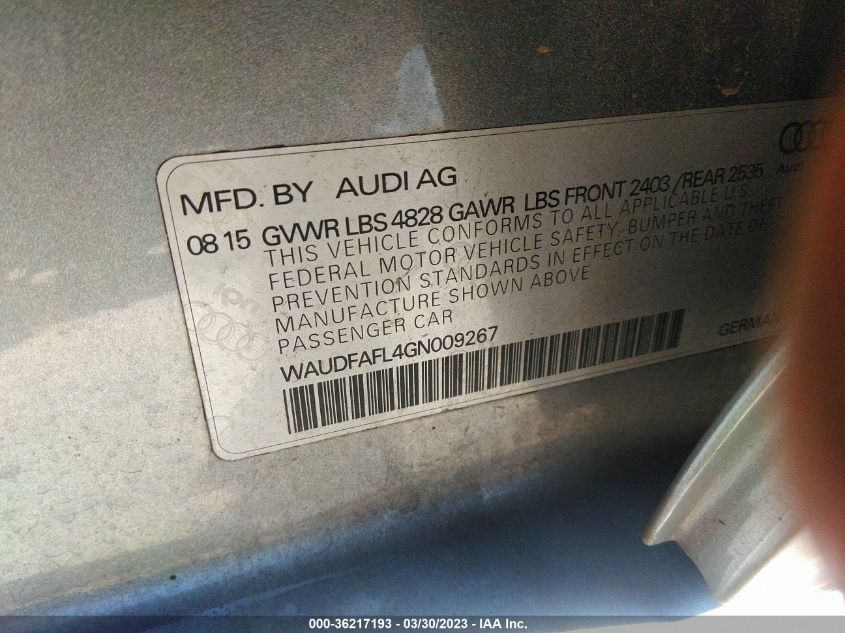 MFD. BY AUDI AG
08 15 GVWR LBS 4828 GAWR LBS FRONT 2403 / REAR 2535
THIS VEHICLE CONFORMS TO ALL APPLICABLE U.S.
FEDERAL MOTOR VEHICLE SAFETY, BUMPER AND THEFT
PREVENTION STANDARDS IN EFFECT ON THE DATE OF
MANUFACTURE SHOWN ABOVE
PASSENGER CAR
WAUDFAFL4GN009267
GERMAN
000-36217193 - 03/30/2023 - IAA Inc.